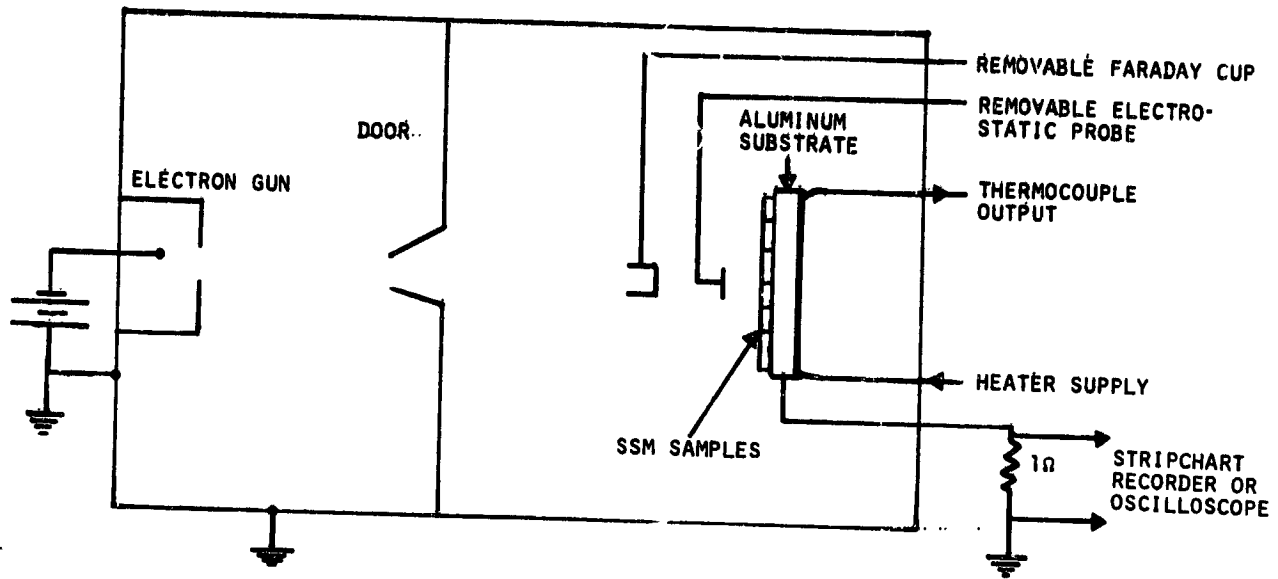 REMOVABLE FARADAY CUP
REMOVABLE ELECTRO-
STATIC PROBE
DOOR..
ALUMINUM
SUBSTRATE
ELECTRON GUN
THERMOCOUPLE
OUTPUT
HEATER SUPPLY
SSM SAMPLES
1Ω
STRIPCHART
RECORDER OR
OSCILLOSCOPE